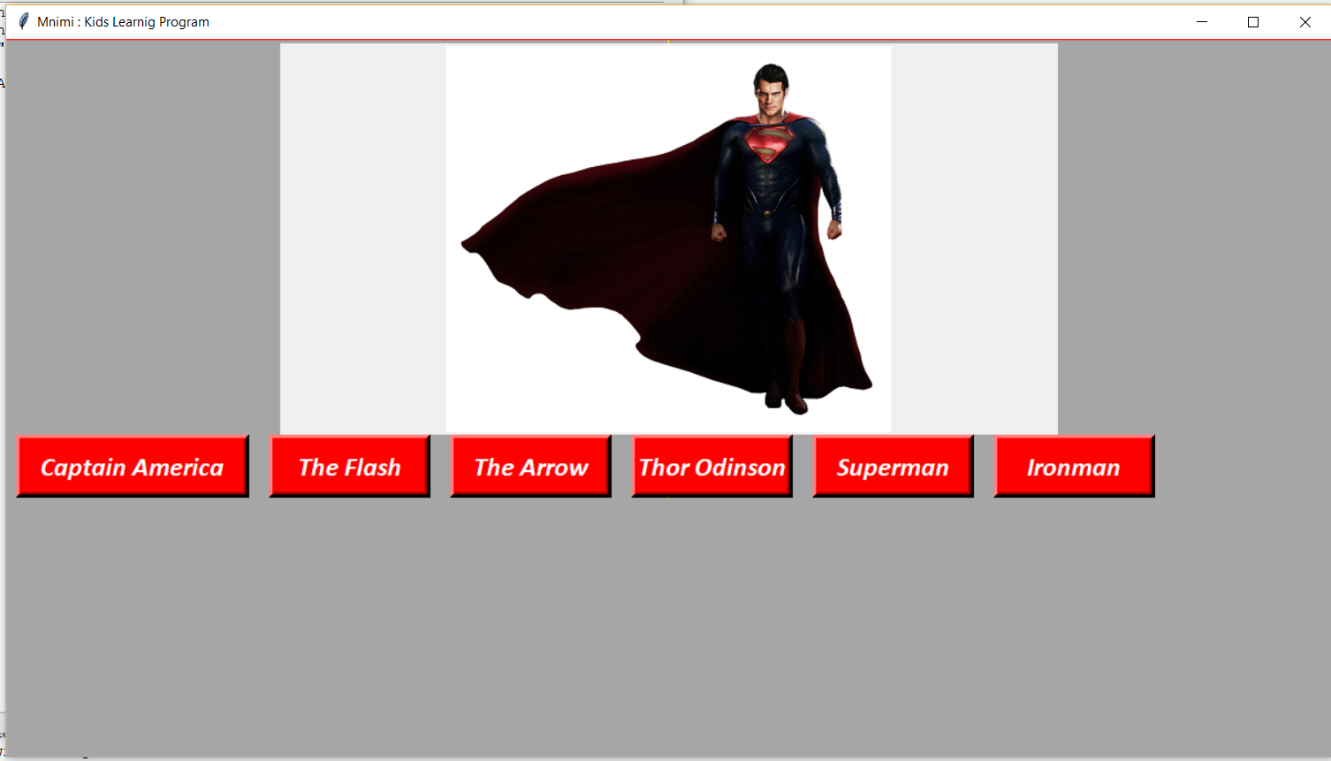 Mnimi : Kids Learnig Program
Captain America
The Flash
The Arrow
Thor Odinson
Superman
Ironman